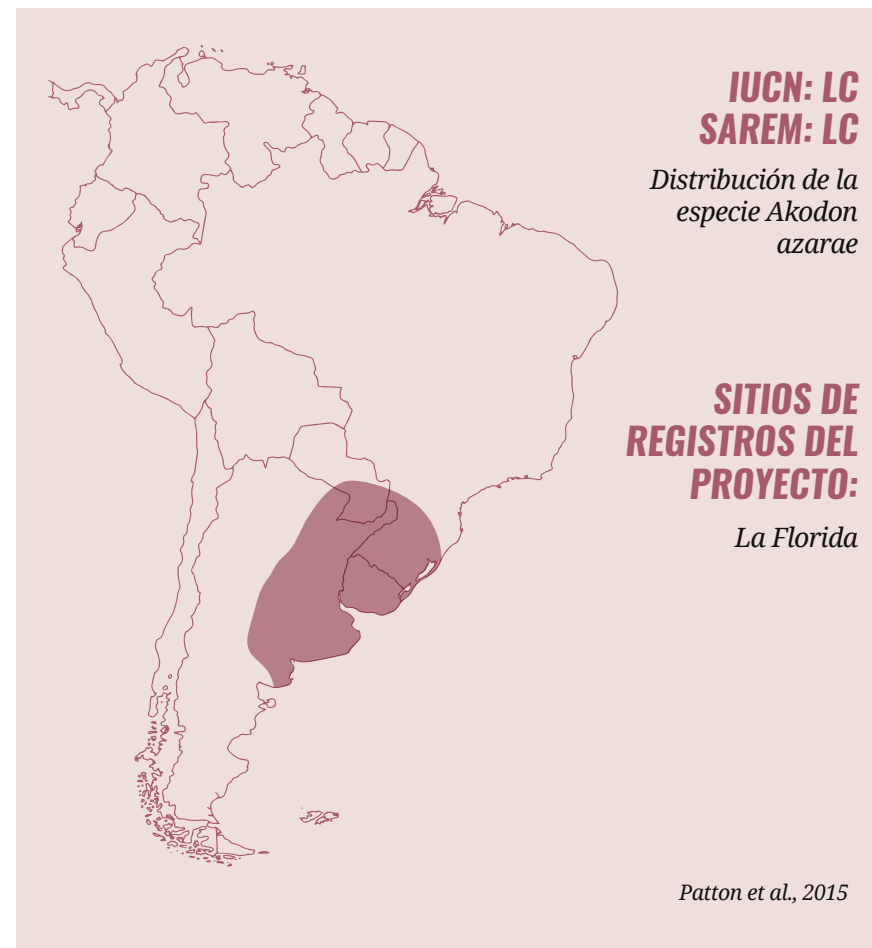 IUCN: LC
SAREM: LC
Distribución de la
especie Akodon
azarae
SITIOS DE
REGISTROS DEL
PROYECTO:
La Florida
Patton et al., 2015